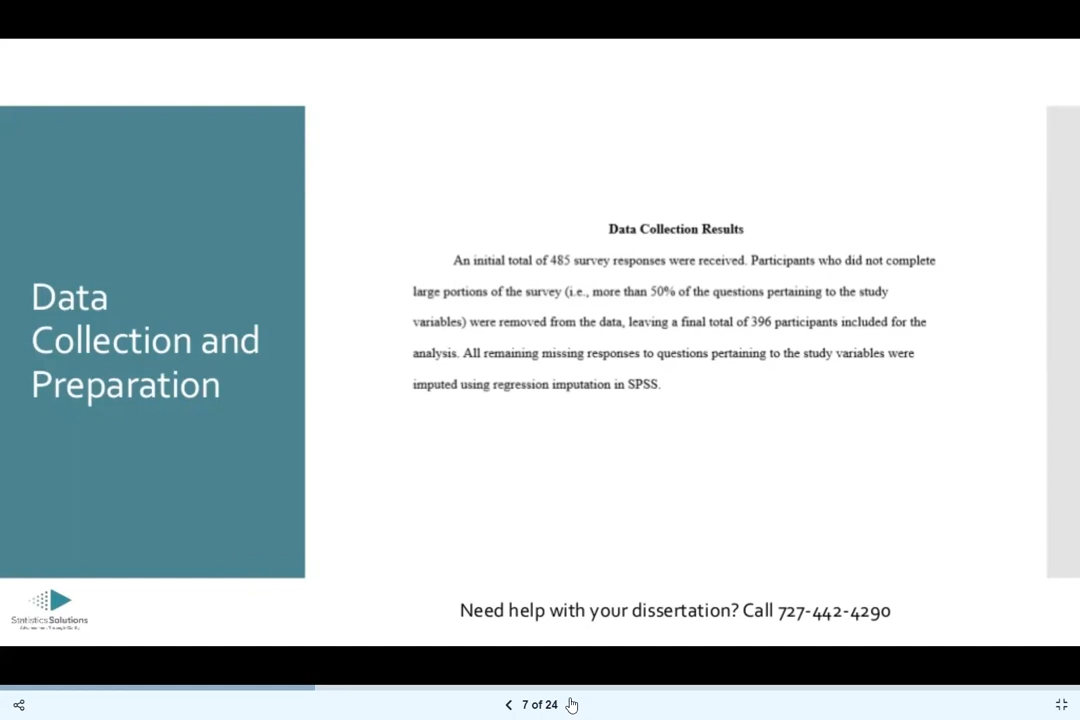 Data
Collection and
Preparation
Data Collection Results
An initial total of 485 survey responses were received. Participants who did not complete
large portions of the survey (i.e., more than 50% of the questions pertaining to the study
variables) were removed from the data, leaving a final total of 396 participants included for the
analysis. All remaining missing responses to questions pertaining to the study variables were
imputed using regression imputation in SPSS.
StatisticsSolutions
Need help with your dissertation? Call 727-442-4290
7 of 24